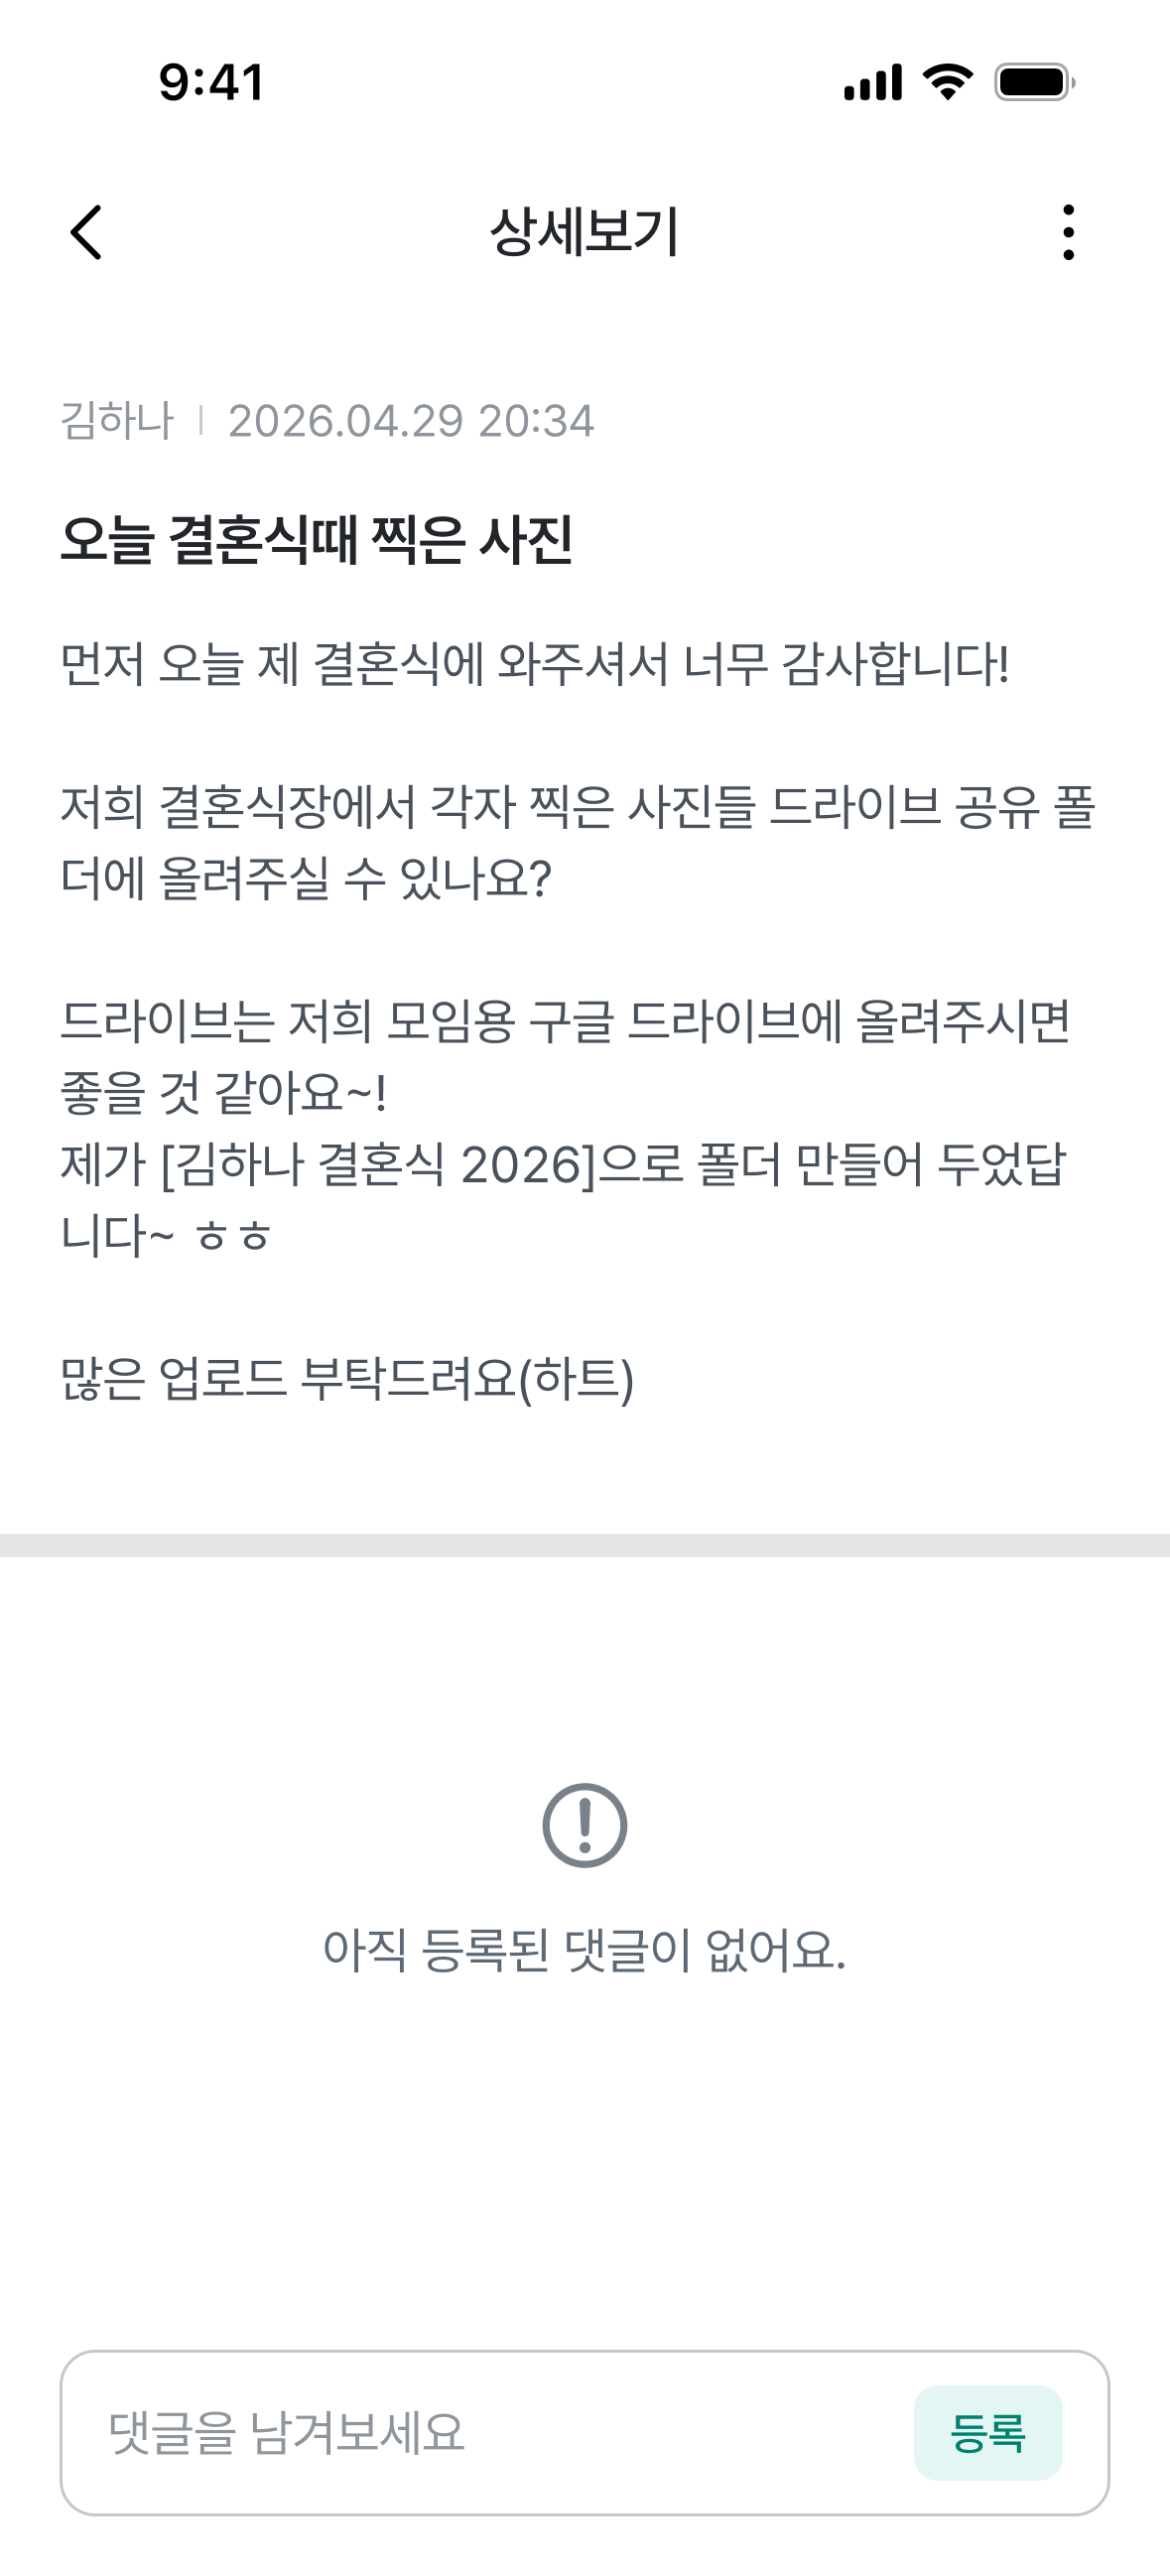 9:41
상세보기
김하나 | 2026.04.29 20:34
오늘 결혼식때 찍은 사진
먼저 오늘 제 결혼식에 와주셔서 너무 감사합니다!
저희 결혼식장에서 각자 찍은 사진들 드라이브 공유 폴
더에 올려주실 수 있나요?
드라이브는 저희 모임용 구글 드라이브에 올려주시면
좋을 것 같아요~!
제가 [김하나 결혼식 2026]으로 폴더 만들어 두었답
니다~ ㅎㅎ
많은 업로드 부탁드려요(하트)
아직 등록된 댓글이 없어요.
댓글을 남겨보세요
등록